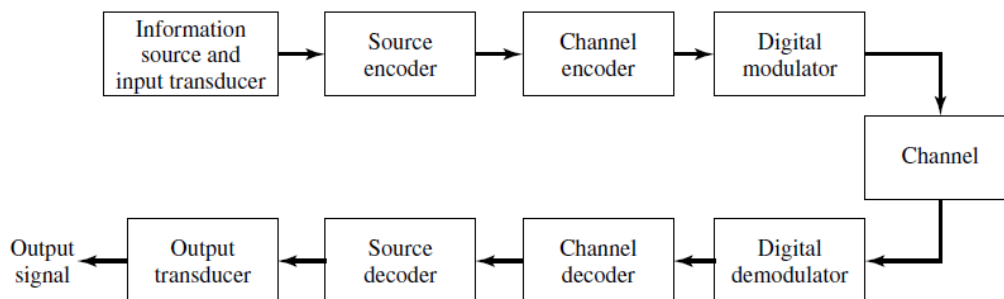 Information
source and
input transducer
Source
encoder
Channel
encoder
Digital
modulator
Channel
Output
signal
Output
transducer
Source
decoder
Channel
decoder
Digital
demodulator